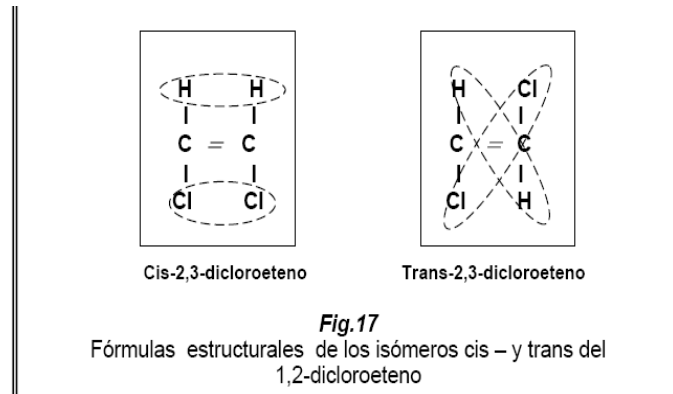 H H H Cl
C = C C = C
Cl Cl Cl H
Cis-2,3-dicloroeteno Trans-2,3-dicloroeteno
Fig.17
Fórmulas estructurales de los isómeros cis – y trans del
1,2-dicloroeteno